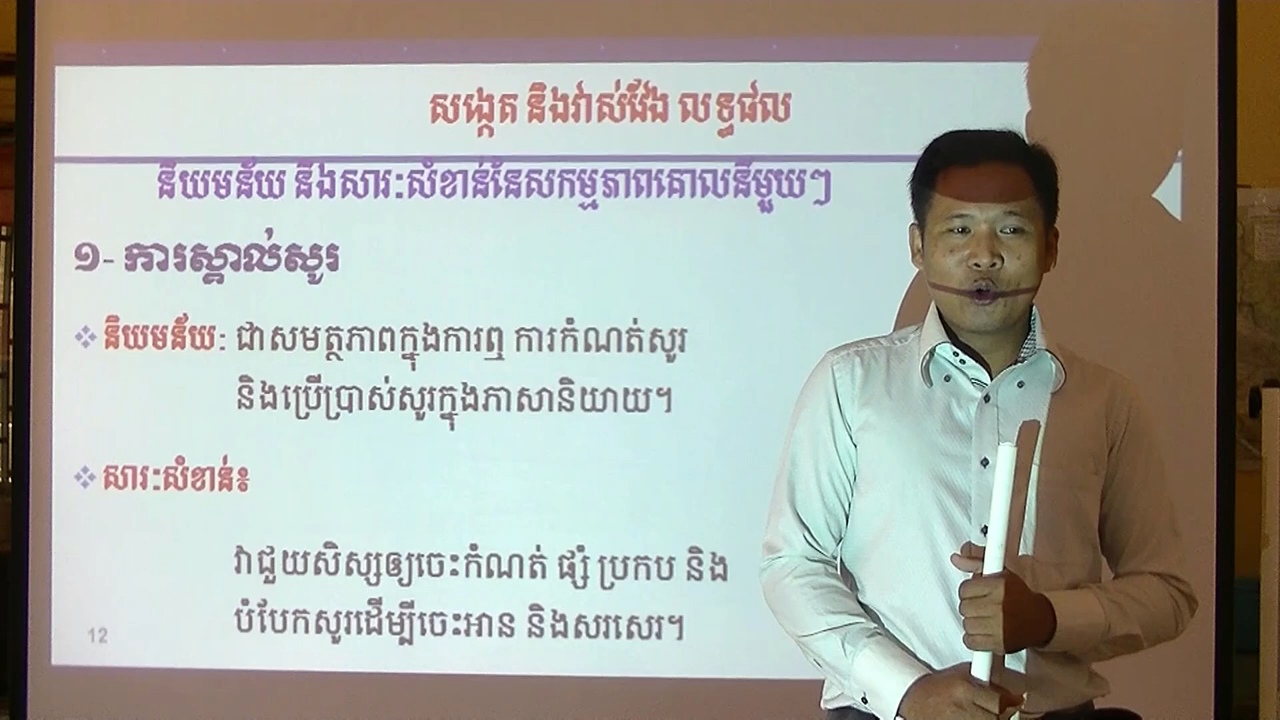 សង្កេត និងវាស់វែង លទ្ធផល
និយមន័យ និងសារៈសំខាន់នៃសកម្មភាពគោលនីមួយៗ
១- ការស្គាល់សូរ
❖ និយមន័យ: ជាសមត្ថភាពក្នុងការឮ ការកំណត់សូរ
និងប្រើប្រាស់សូរក្នុងភាសានិយាយ។
❖ សារៈសំខាន់៖
វាជួយសិស្សឲ្យចេះកំណត់ ផ្សំ ប្រកប និង
បំបែកសូរដើម្បីចេះអាន និងសរសេរ។
12